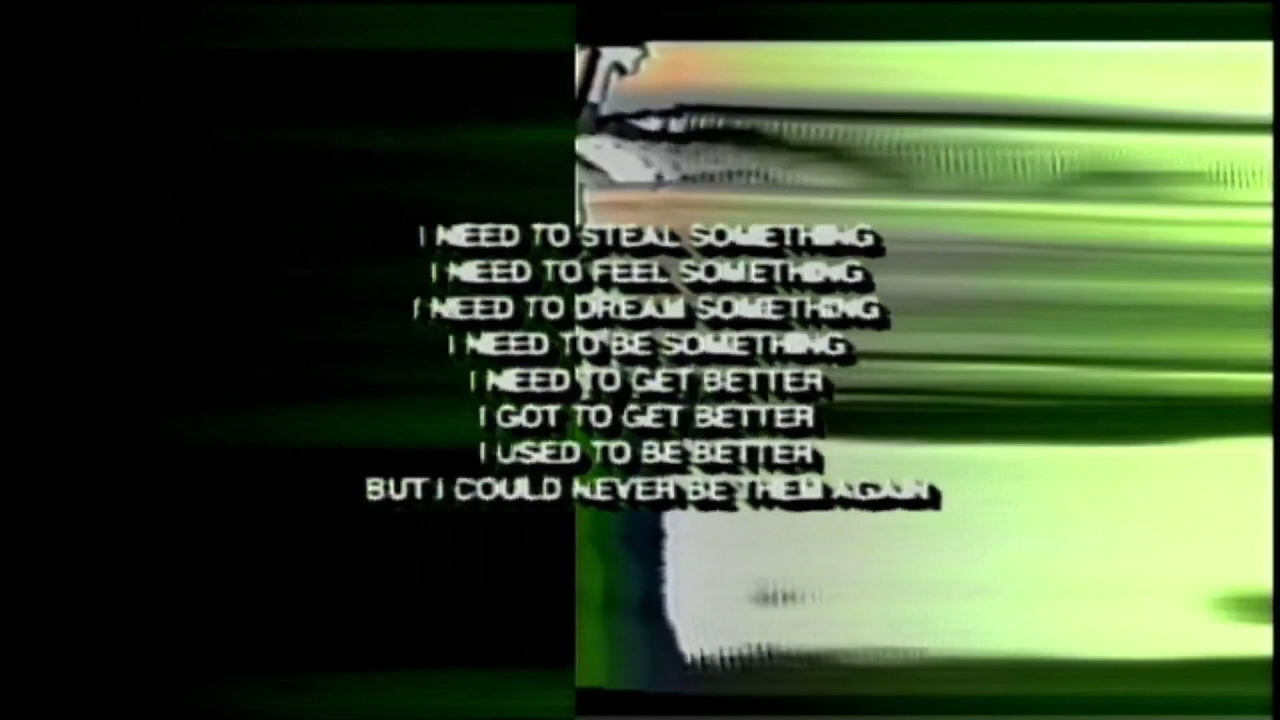 I NEED TO STEAL SOMETHING
I NEED TO FEEL SOMETHING
I NEED TO DREAM SOMETHING
I NEED TO BE SOMETHING
I NEED TO GET BETTER
I GOT TO GET BETTER
I USED TO BE BETTER
BUT I COULD NEVER BE THEM AGAIN